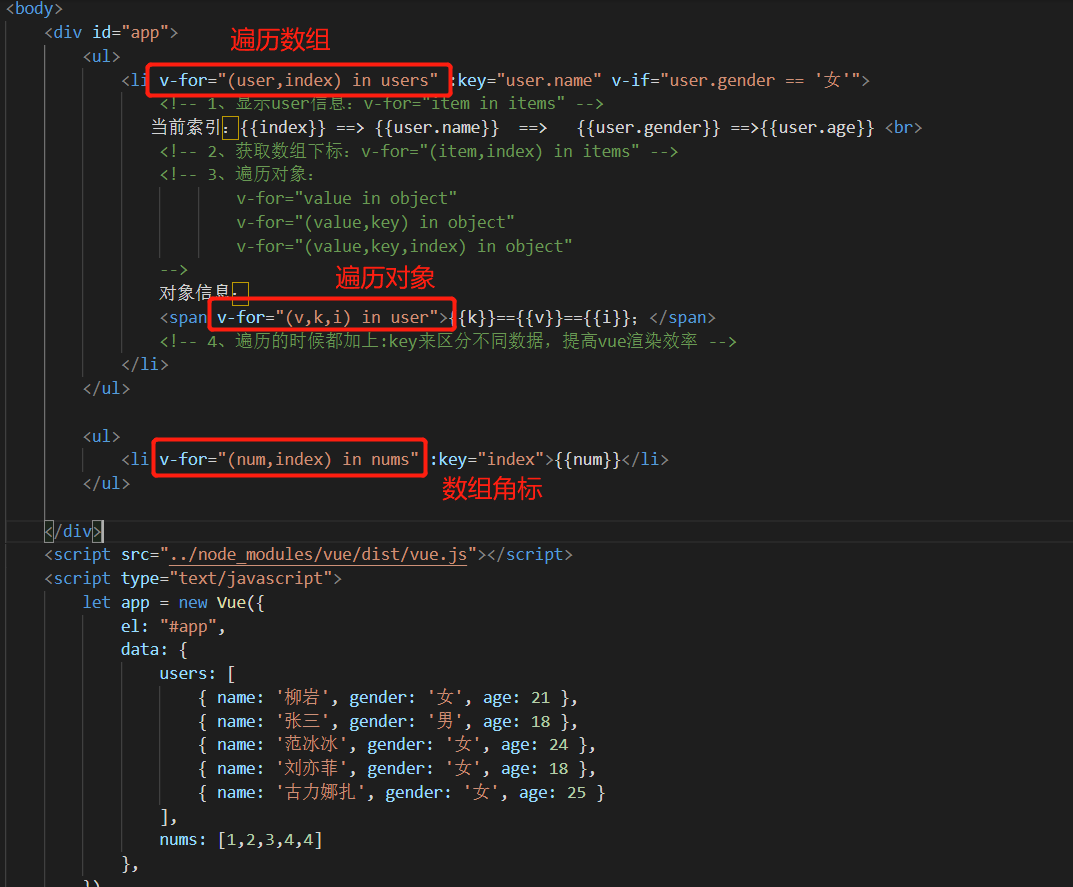 <body>
<div id="app">
遍历数组
<ul>
<li v-for="(user,index) in users" :key="user.name" v-if="user.gender == '女'">
<!-- 1、显示user信息：v-for="item in items" -->
当前索引：{{index}} ==> {{user.name}} ==> {{user.gender}} ==>{{user.age}} <br>
<!-- 2、获取数组下标：v-for="(item,index) in items" -->
<!-- 3、遍历对象：
v-for="value in object"
v-for="(value,key) in object"
v-for="(value,key,index) in object"
-->
遍历对象
对象信息：
<span v-for="(v,k,i) in user">{{k}}=={{v}}=={{i}}；</span>
<!-- 4、遍历的时候都加上:key来区分不同数据，提高vue渲染效率 -->
</li>
</ul>
<ul>
<li v-for="(num,index) in nums" :key="index">{{num}}</li>
</ul>
数组角标
</div>
<script src="../node_modules/vue/dist/vue.js"></script>
<script type="text/javascript">
let app = new Vue({
el: "#app",
data: {
users: [
{ name: '柳岩', gender: '女', age: 21 },
{ name: '张三', gender: '男', age: 18 },
{ name: '范冰冰', gender: '女', age: 24 },
{ name: '刘亦菲', gender: '女', age: 18 },
{ name: '古力娜扎', gender: '女', age: 25 }
],
nums: [1,2,3,4,4]
},
})